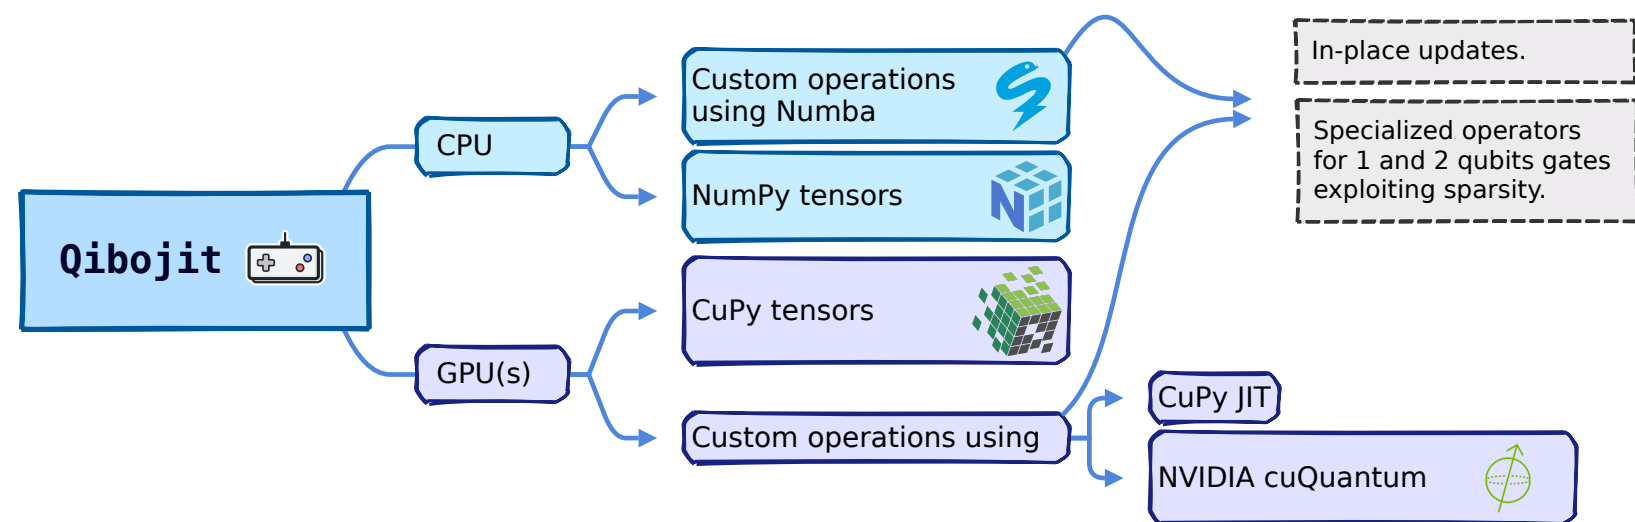 Qibojit
CPU
GPU(s)
Custom operations
using Numba
NumPy tensors
CuPy tensors
Custom operations using
CuPy JIT
NVIDIA cuQuantum
In-place updates.
Specialized operators
for 1 and 2 qubits gates
exploiting sparsity.